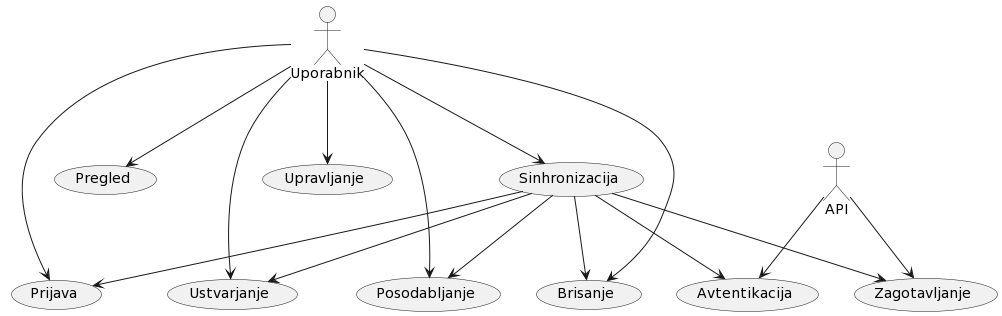 Uporabnik
Pregled
Upravljanje
Sinhronizacija
API
Prijava
Ustvarjanje
Posodabljanje
Brisanje
Avtentikacija
Zagotavljanje